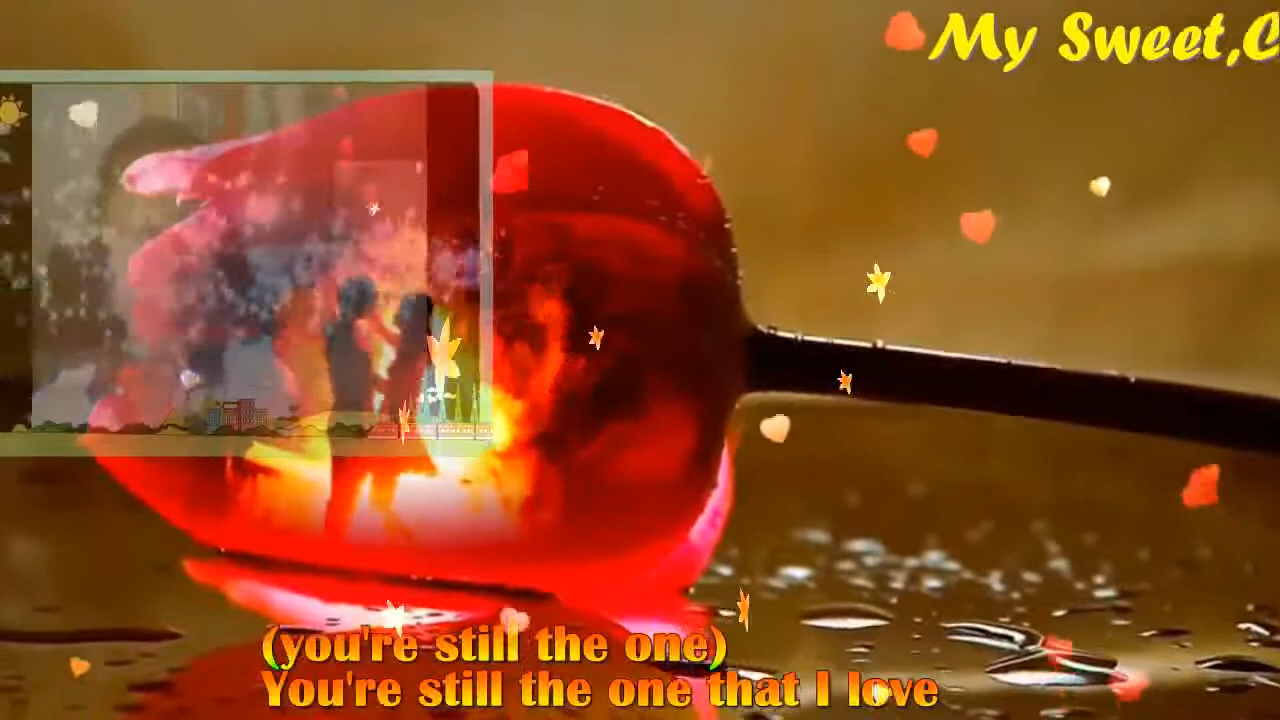 My Sweet,
(you're still the one)
You're still the one that I love